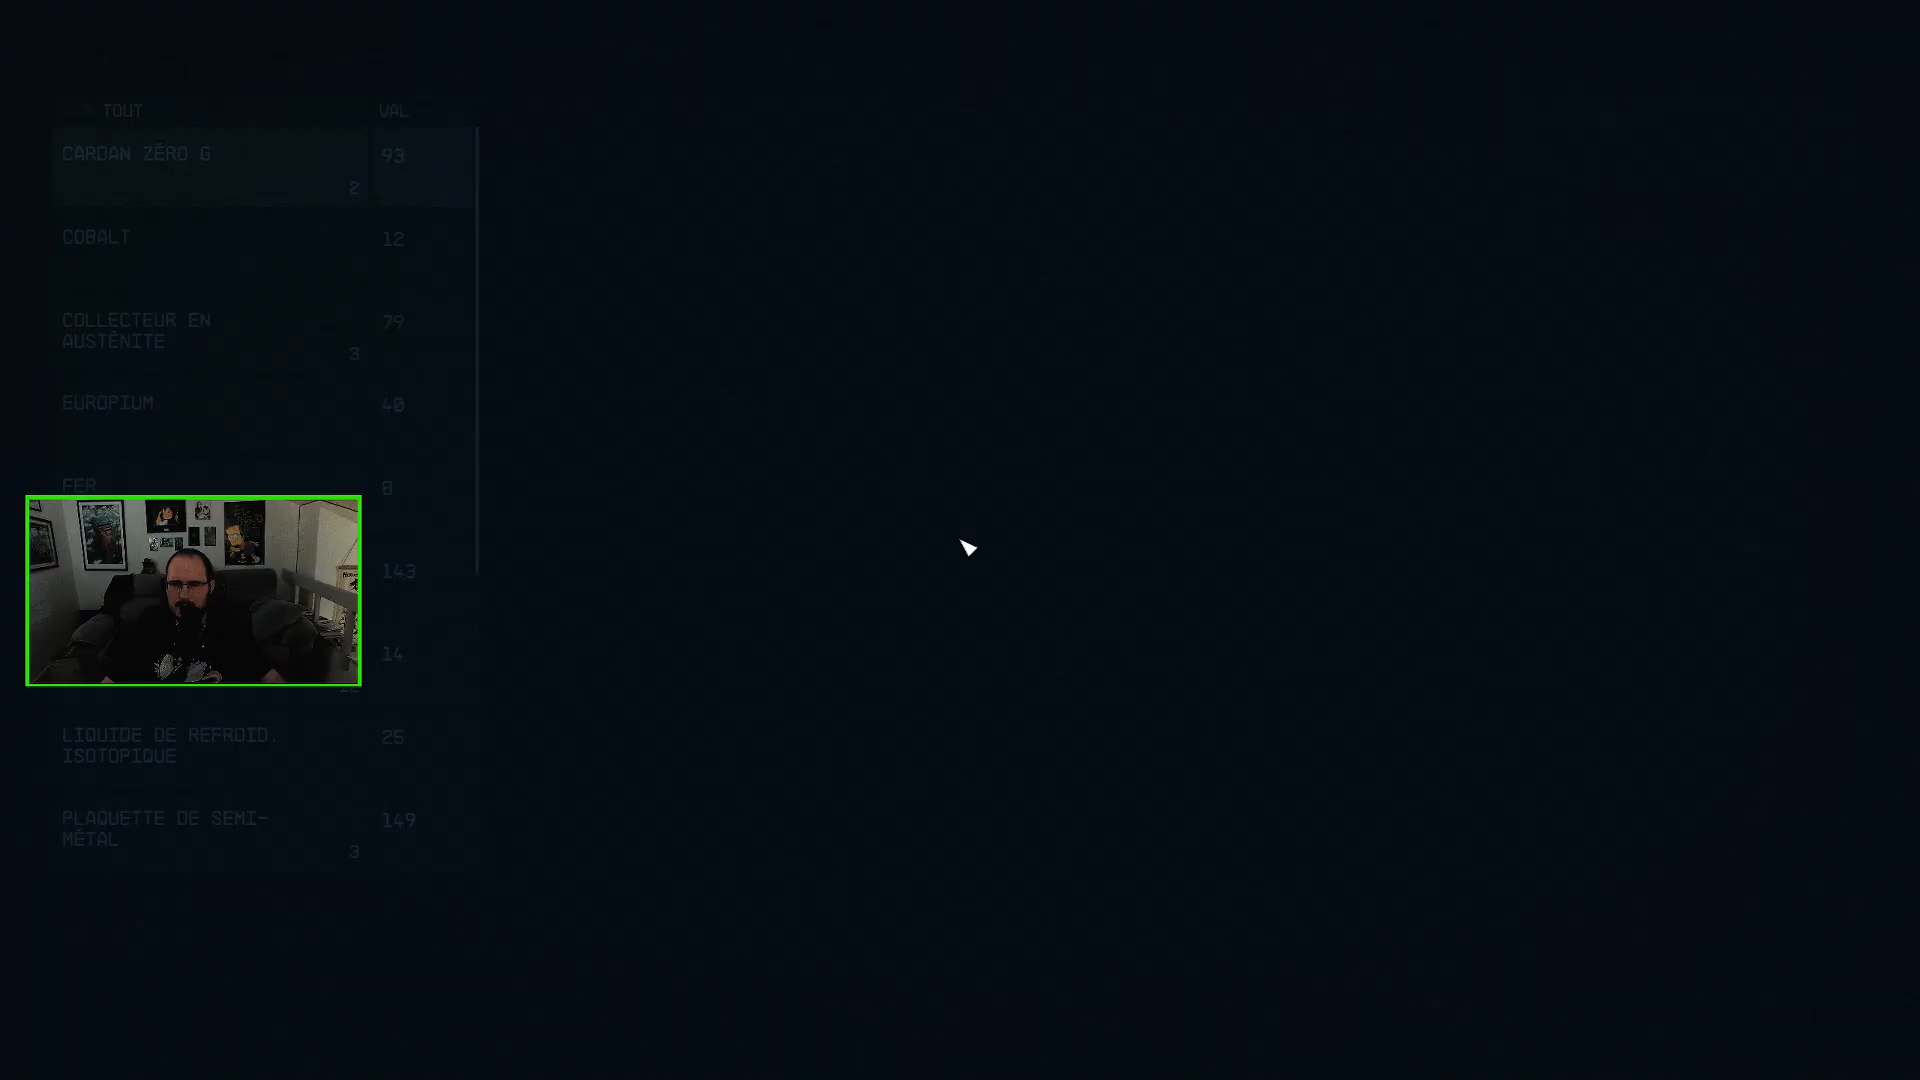 TOUT VAL
CARDAN ZÉRO G 93
2
COBALT 12
COLLECTEUR EN 79
AUSTÉNITE
3
EUROPIUM 40
FER 8
143
14
LIQUIDE DE REFROID. 25
ISOTOPIQUE
PLAQUETTE DE SEMI- 149
MÉTAL
3